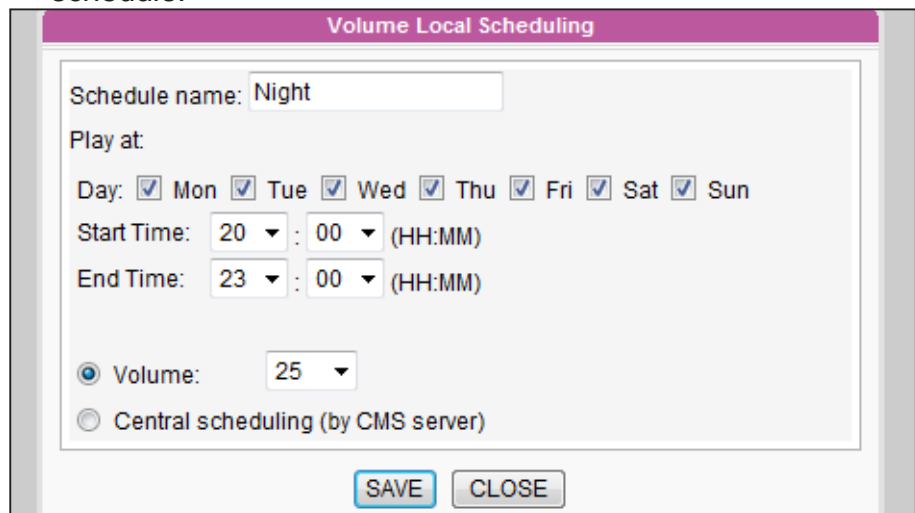 schedule.
Volume Local Scheduling
Schedule name: Night
Play at:
Day: Mon Tue Wed Thu Fri Sat Sun
Start Time: 20 : 00 (HH:MM)
End Time: 23 : 00 (HH:MM)
Volume: 25
Central scheduling (by CMS server)
SAVE CLOSE